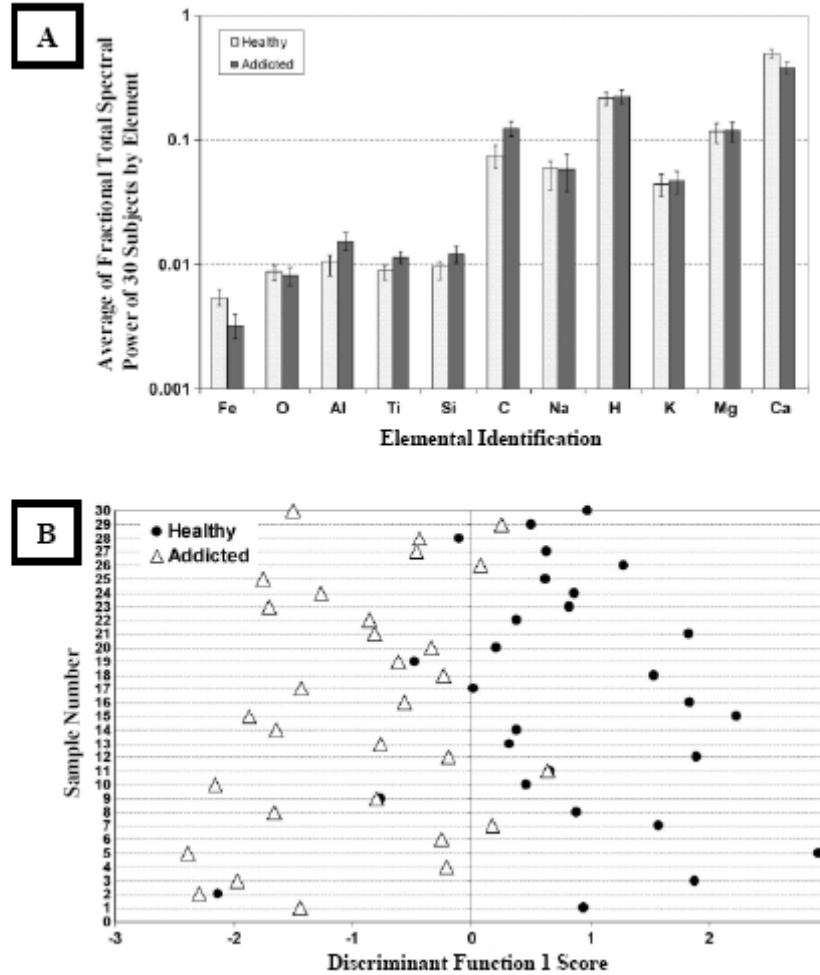 A
Average of Fractional Total Spectral
Power of 30 Subjects by Element
1
0.1
0.01
0.001
Healthy
Addicted
Fe O Al Ti Si C Na H K Mg Ca
Elemental Identification
B
Healthy
Addicted
Sample Number
30
29
28
27
26
25
24
23
22
21
20
19
18
17
16
15
14
13
12
11
10
9
8
7
6
5
4
3
2
1
0
-3 -2 -1 0 1 2
Discriminant Function 1 Score